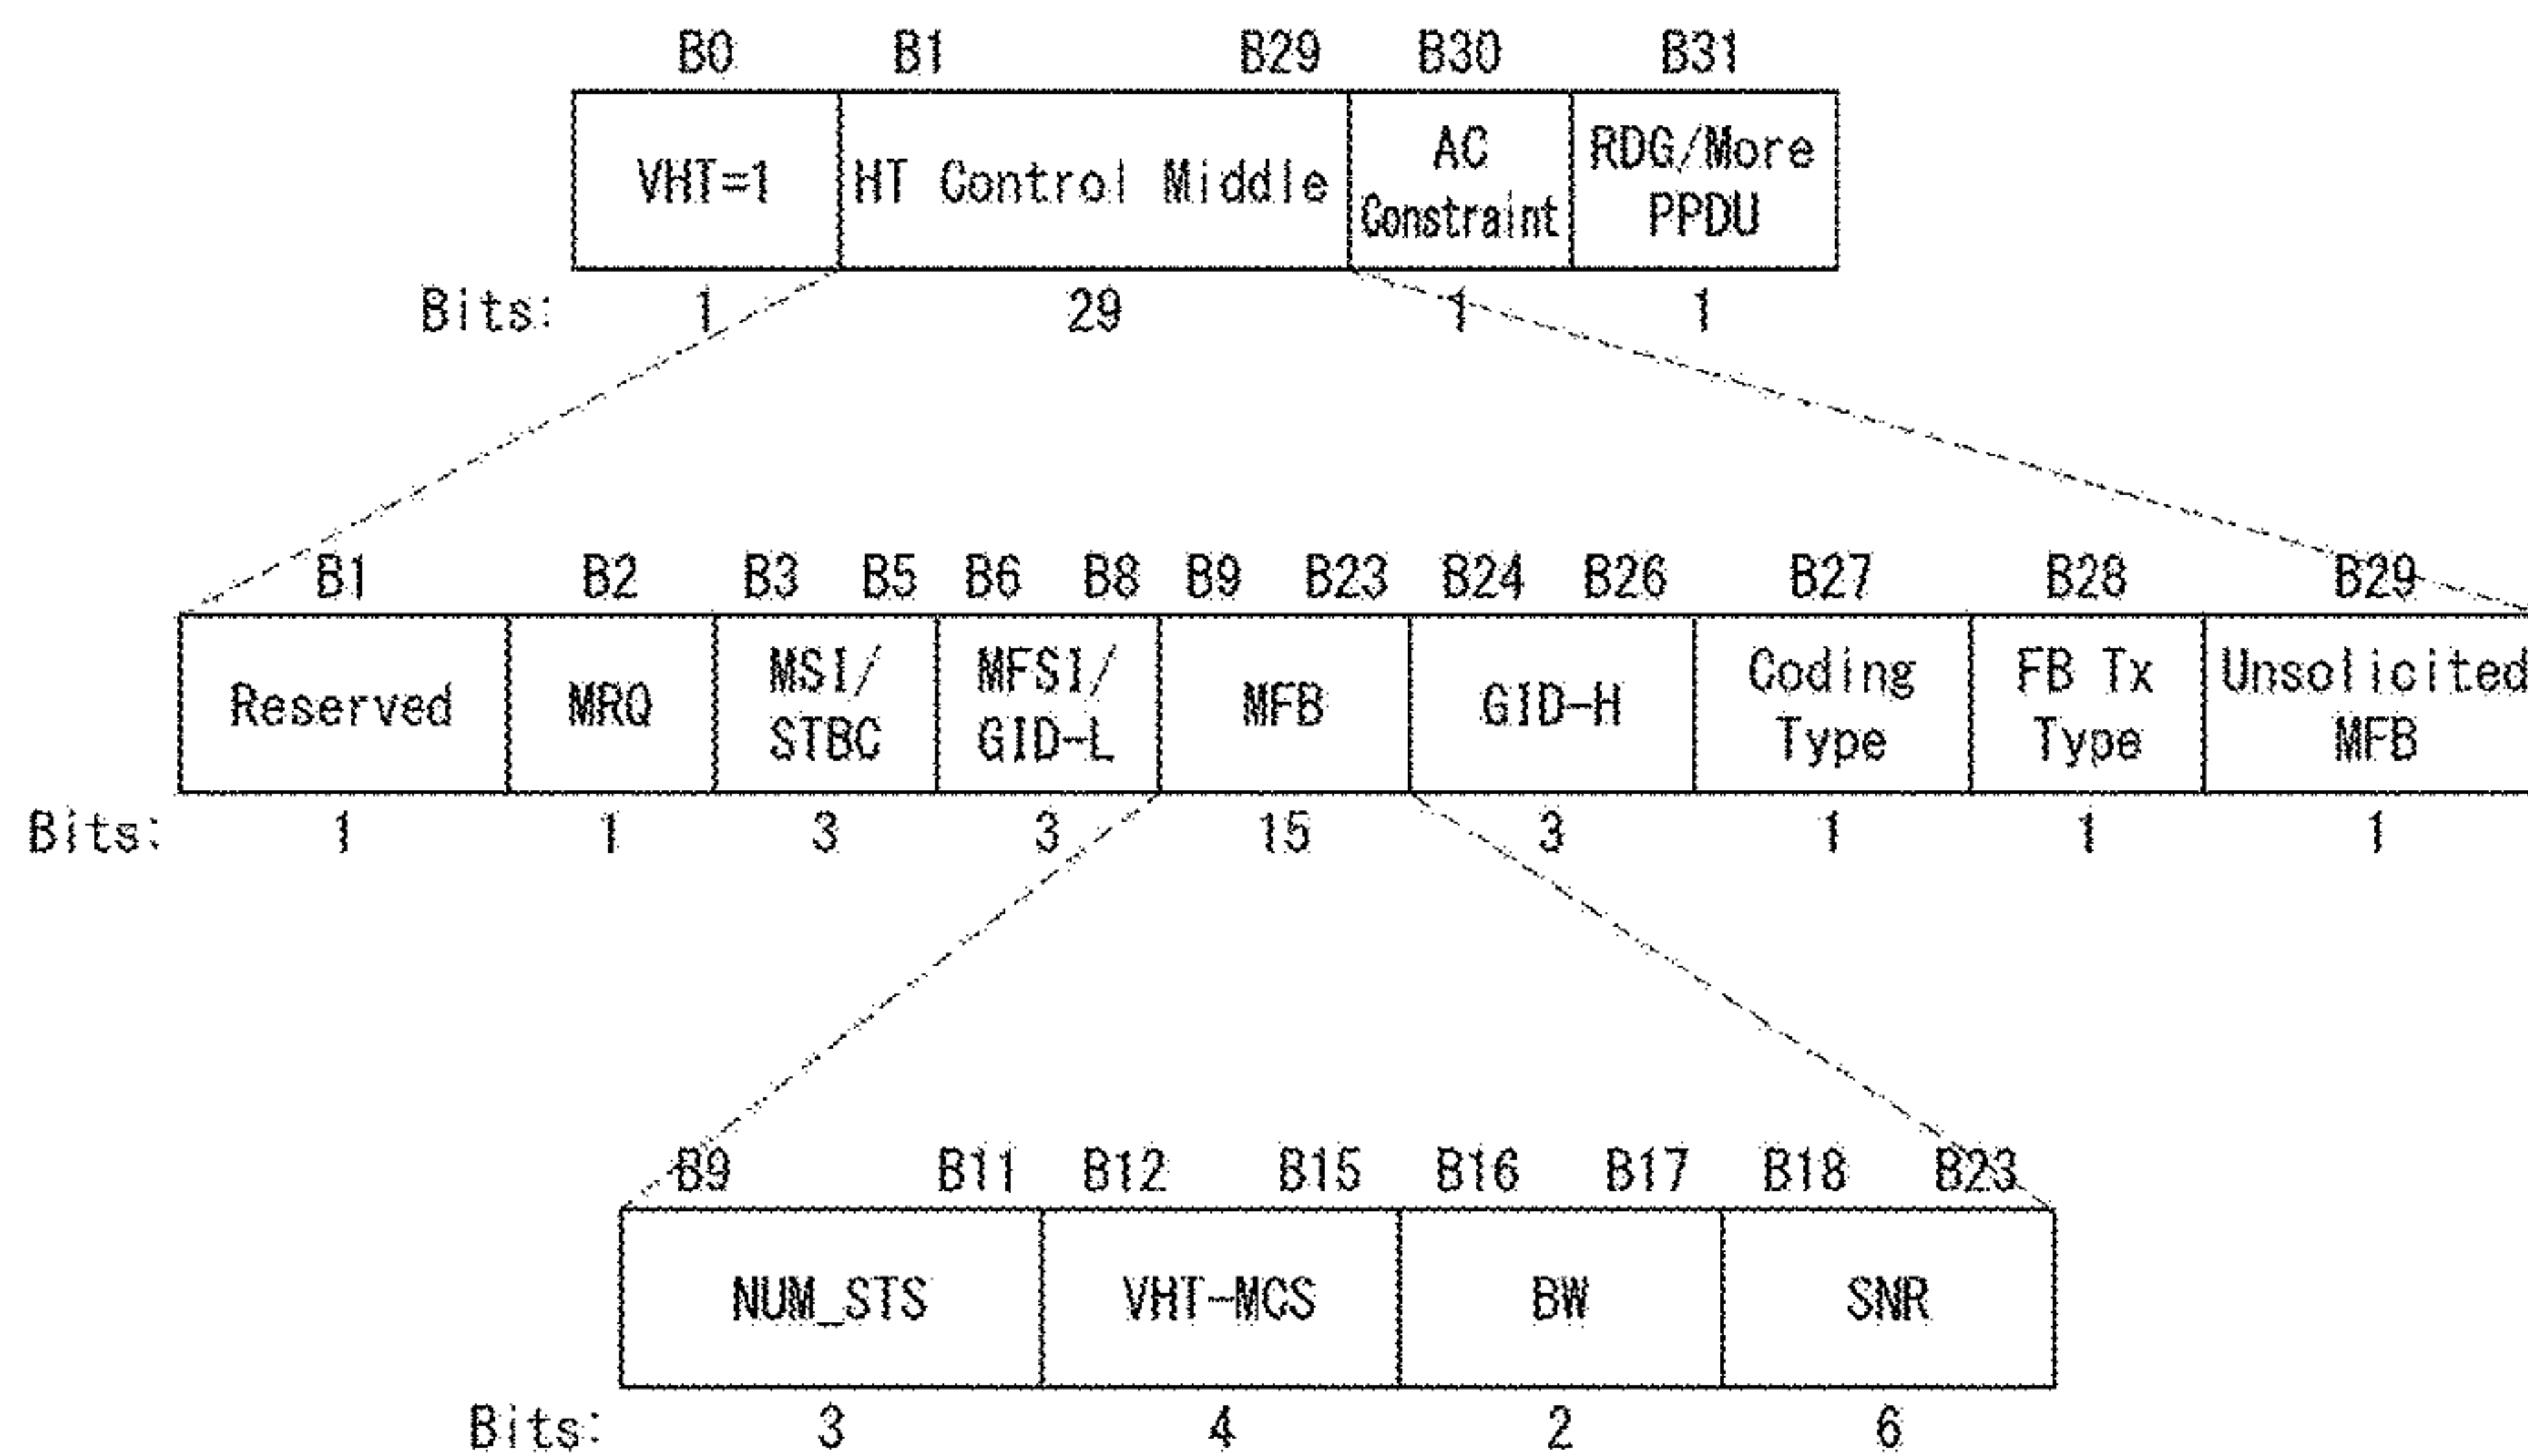 B0 B1 B29 B30 B31
VHT=1 HT Control Middle AC Constraint RDG/More PPDU
Bits: 1 29 1 1
B1 B2 B3 B5 B6 B8 B9 B23 B24 B26 B27 B28 B29
Reserved MRQ MSI/ STBC MFSI/ GID-L MFB GID-H Coding Type FB Tx Type Unsolicited MFB
Bits: 1 1 3 3 15 3 1 1 1
B9 B11 B12 B15 B16 B17 B18 B23
NUM_STS VHT-MCS BW SNR
Bits: 3 4 2 6